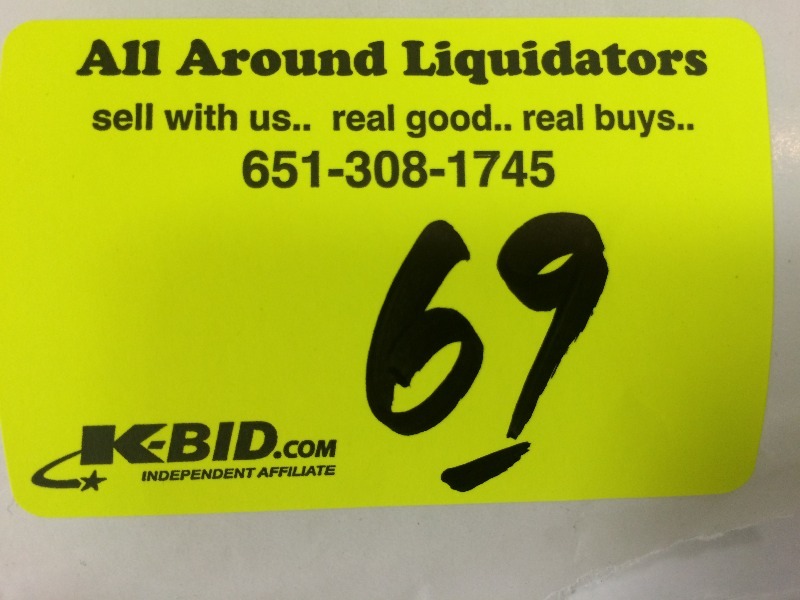 All Around Liquidators
sell with us.. real good.. real buys..
651-308-1745
69
K-BID.COM
INDEPENDENT AFFILIATE